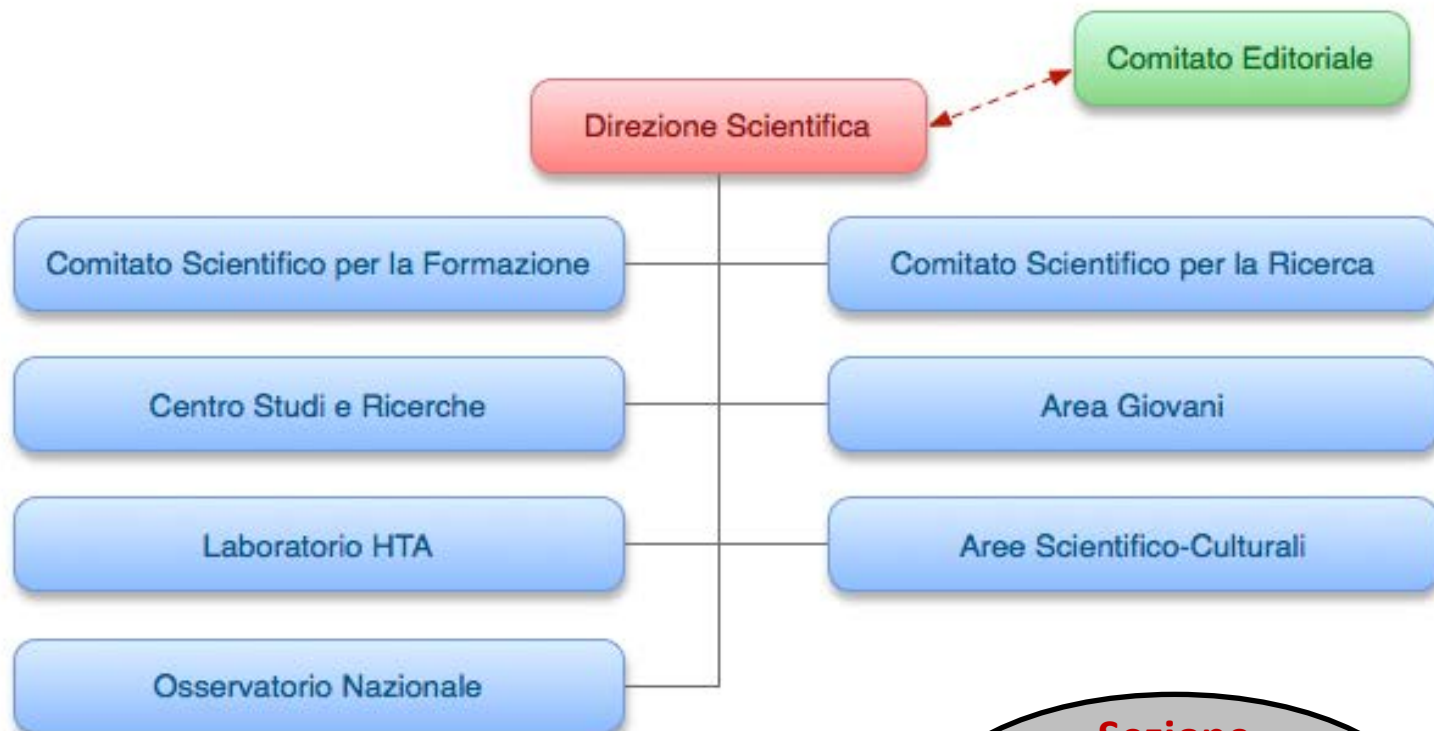 Comitato Editoriale
Direzione Scientifica
Comitato Scientifico per la Formazione
Comitato Scientifico per la Ricerca
Centro Studi e Ricerche
Area Giovani
Laboratorio HTA
Aree Scientifico-Culturali
Osservatorio Nazionale
Sezione